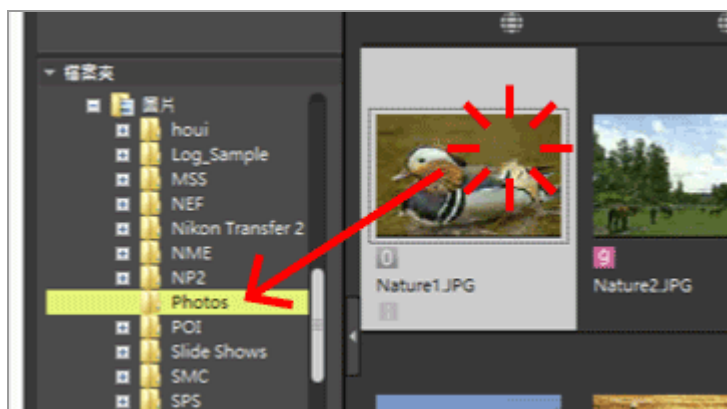 檔案夾
圖片
houi
Log_Sample
MSS
NEF
Nikon Transfer 2
NME
NP2
Photos
POI
Slide Shows
SMC
SPS
0
Nature1.JPG
9
Nature2.JPG